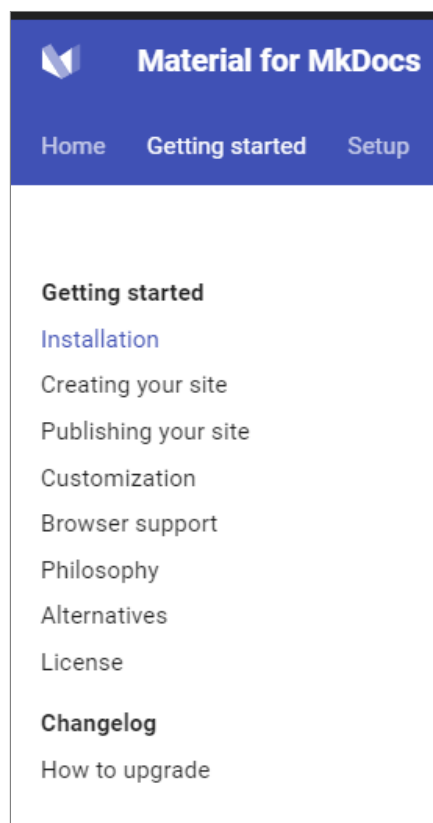 Material for MkDocs
Home Getting started Setup
Getting started
Installation
Creating your site
Publishing your site
Customization
Browser support
Philosophy
Alternatives
License
Changelog
How to upgrade